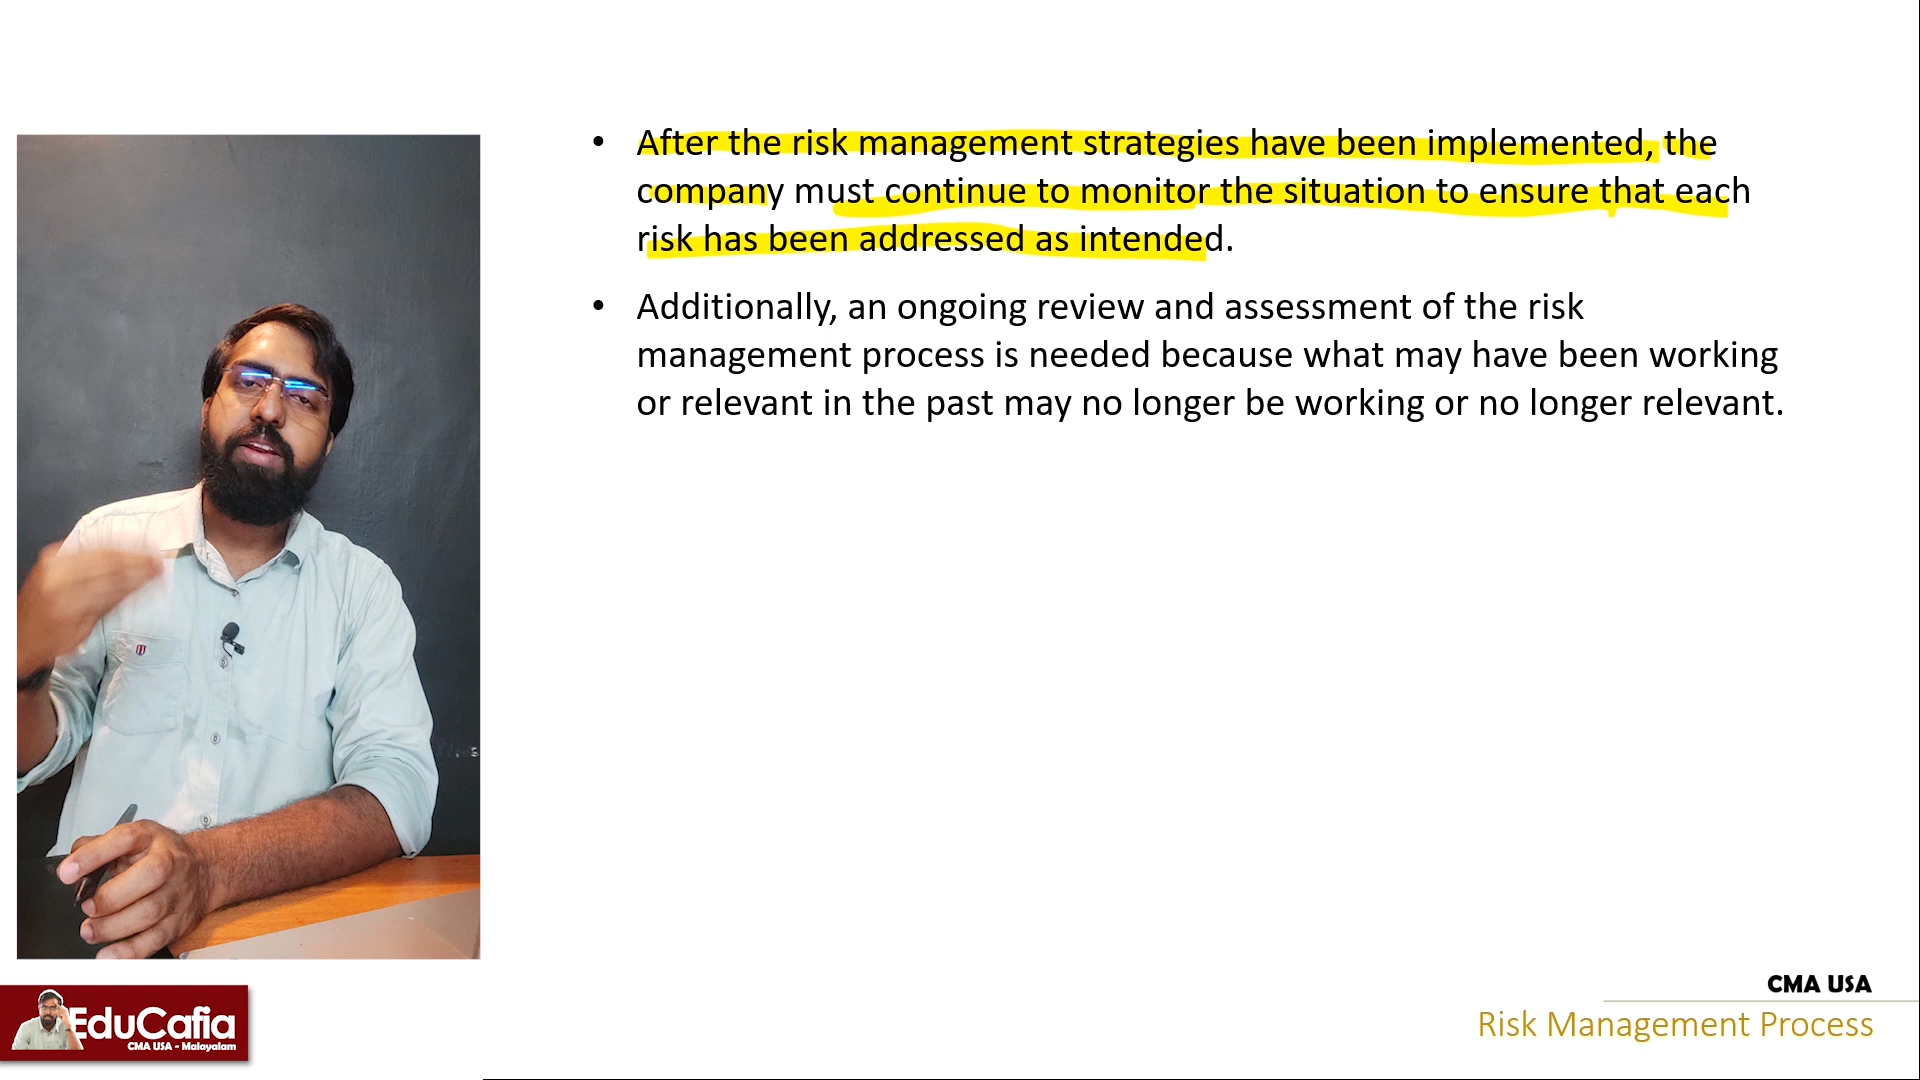 • After the risk management strategies have been implemented, the
company must continue to monitor the situation to ensure that each
risk has been addressed as intended.
• Additionally, an ongoing review and assessment of the risk
management process is needed because what may have been working
or relevant in the past may no longer be working or no longer relevant.
EduCafia
CMA USA - Malayalam
CMA USA
Risk Management Process